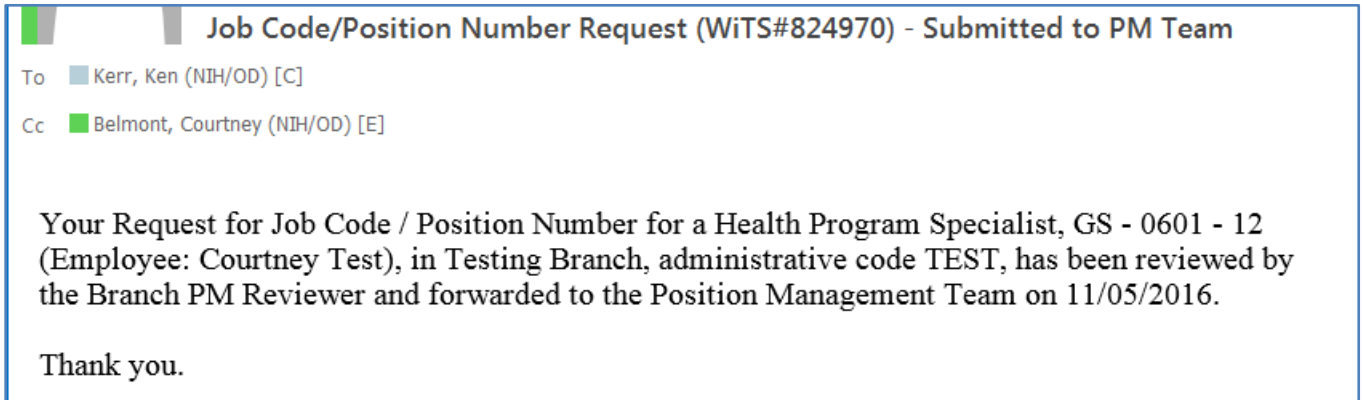 Job Code/Position Number Request (WiTS#824970) - Submitted to PM Team
To Kerr, Ken (NIH/OD) [C]
Cc Belmont, Courtney (NIH/OD) [E]
Your Request for Job Code / Position Number for a Health Program Specialist, GS - 0601 - 12
(Employee: Courtney Test), in Testing Branch, administrative code TEST, has been reviewed by
the Branch PM Reviewer and forwarded to the Position Management Team on 11/05/2016.
Thank you.